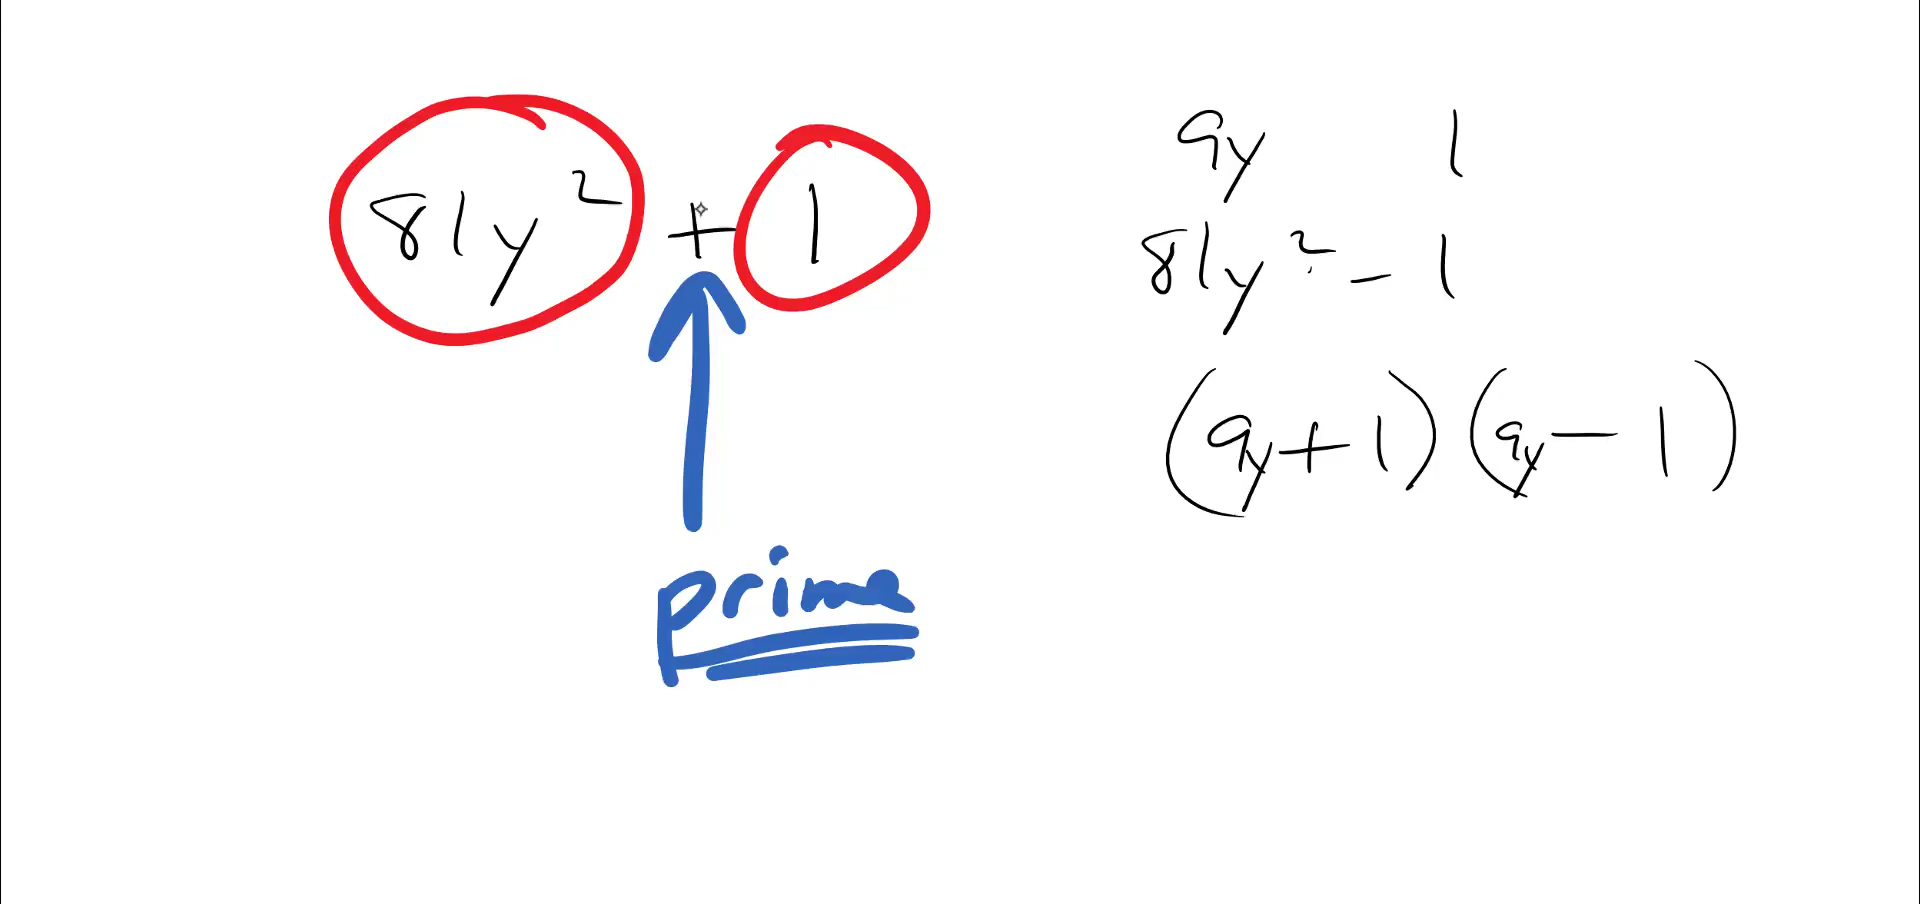 81y² + 1
prime
9y 1
81y² - 1
(9y + 1)(9y - 1)